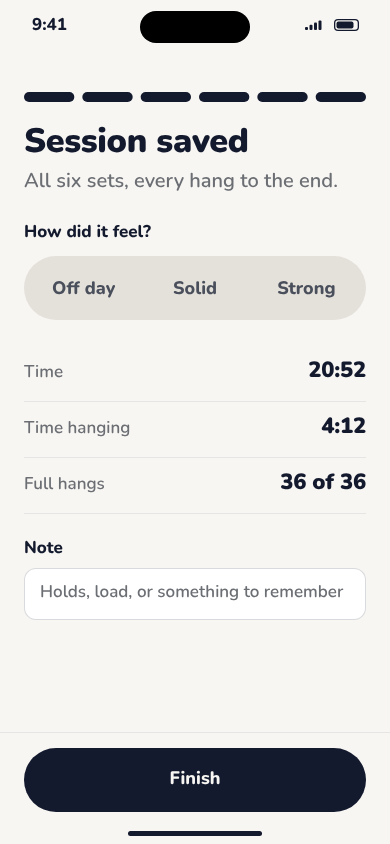 9:41
Session saved
All six sets, every hang to the end.
How did it feel?
Off day Solid Strong
Time 20:52
Time hanging 4:12
Full hangs 36 of 36
Note
Holds, load, or something to remember
Finish